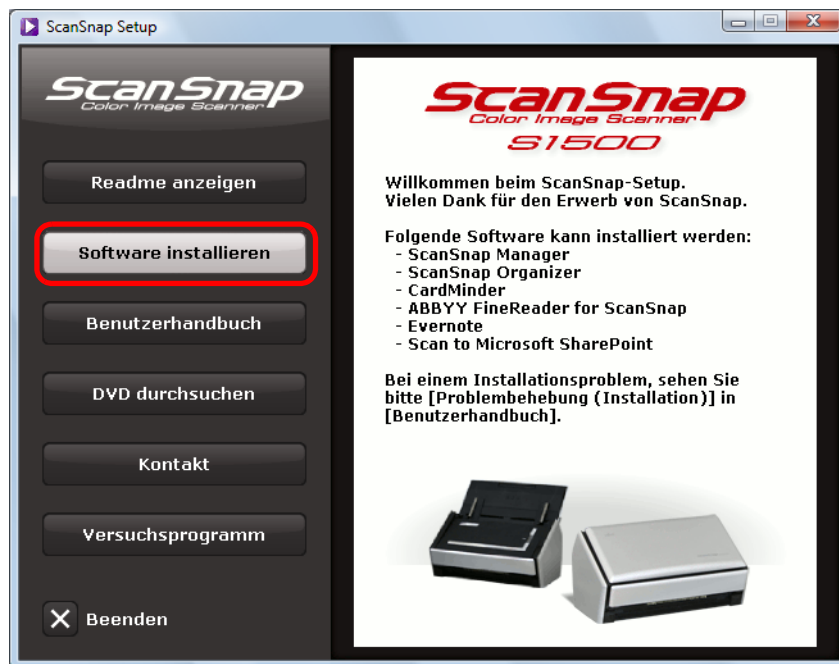 ScanSnap Setup
ScanSnap
Color Image Scanner
Readme anzeigen
Software installieren
Benutzerhandbuch
DVD durchsuchen
Kontakt
Versuchsprogramm
Beenden
ScanSnap
Color Image Scanner
S1500
Willkommen beim ScanSnap-Setup.
Vielen Dank für den Erwerb von ScanSnap.
Folgende Software kann installiert werden:
- ScanSnap Manager
- ScanSnap Organizer
- CardMinder
- ABBYY FineReader for ScanSnap
- Evernote
- Scan to Microsoft SharePoint
Bei einem Installationsproblem, sehen Sie
bitte [Problembehebung (Installation)] in
[Benutzerhandbuch].